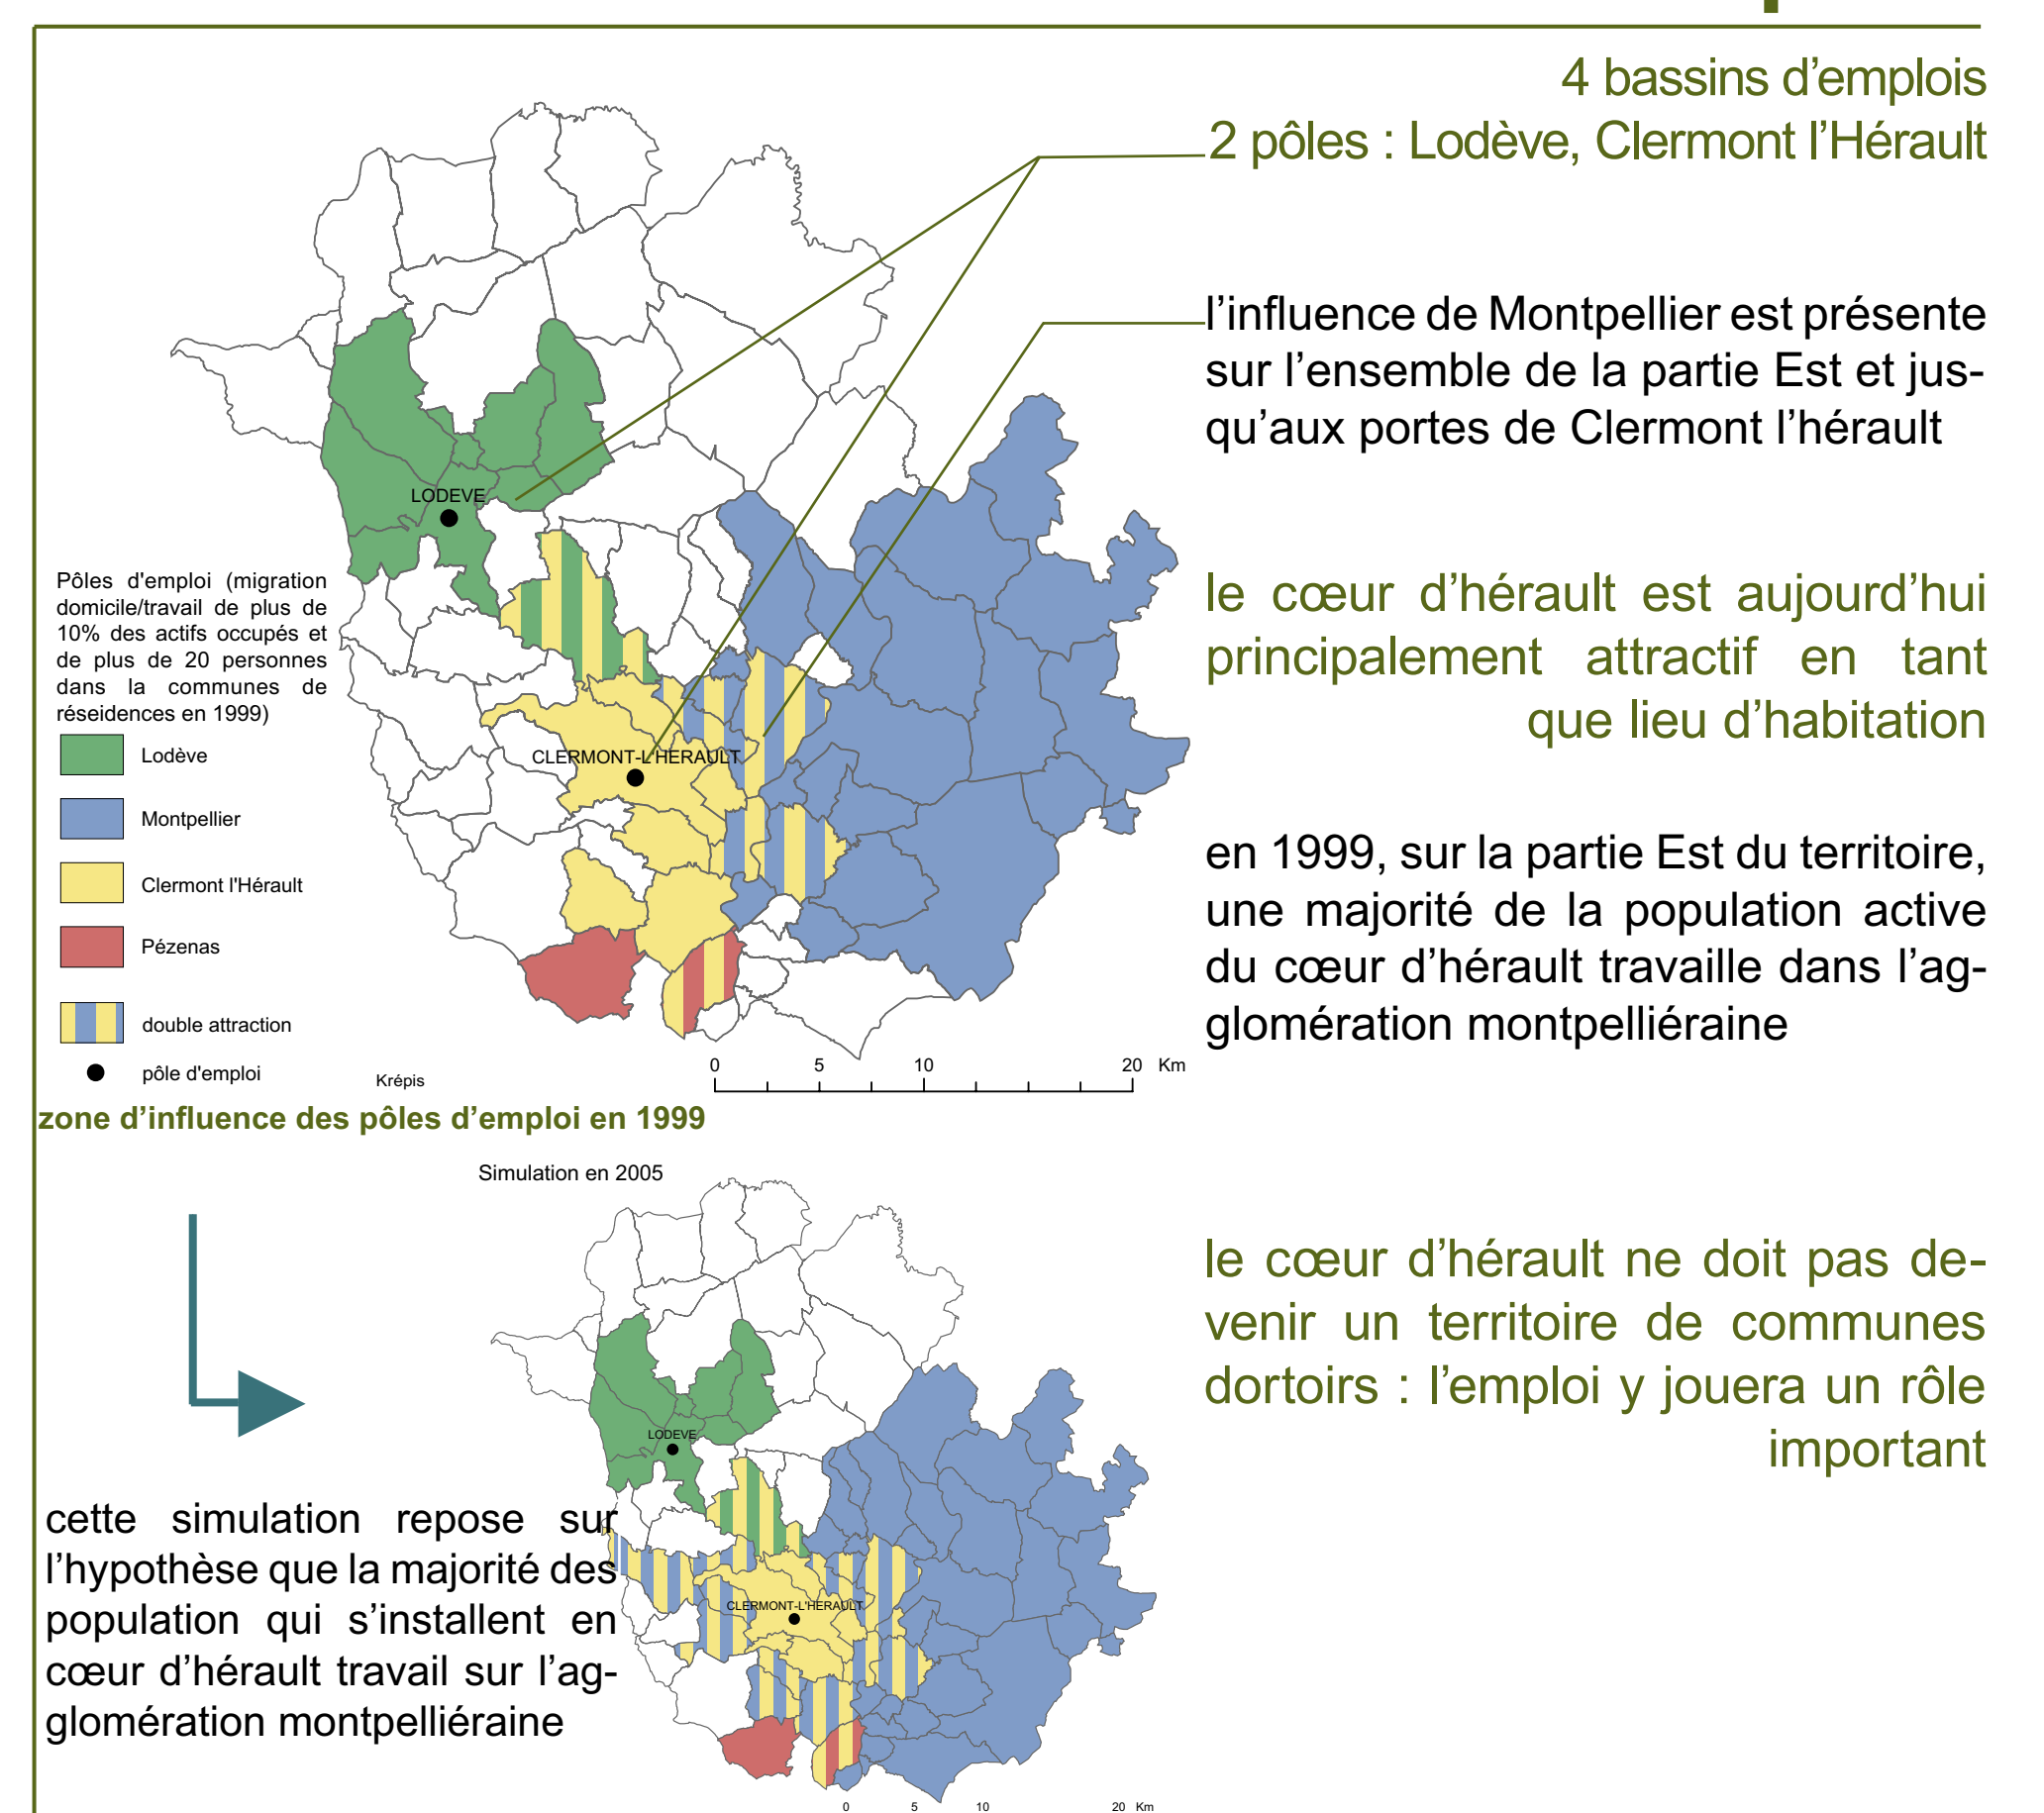 4 bassins d'emplois
2 pôles : Lodève, Clermont l'Hérault
l'influence de Montpellier est présente
sur l'ensemble de la partie Est et jus-
qu'aux portes de Clermont l'hérault
le cœur d'hérault est aujourd'hui
principalement attractif en tant
que lieu d'habitation
en 1999, sur la partie Est du territoire,
une majorité de la population active
du cœur d'hérault travaille dans l'ag-
glomération montpelliéraine
LODEVE
CLERMONT-L'HERAULT
Pôles d'emploi (migration
domicile/travail de plus de
10% des actifs occupés et
de plus de 20 personnes
dans la communes de
réseidences en 1999)
Lodève
Montpellier
Clermont l'Hérault
Pézenas
double attraction
pôle d'emploi
Krépis
0 5 10 20 Km
zone d'influence des pôles d'emploi en 1999
Simulation en 2005
LODEVE
CLERMONT-L'HERAULT
0 5 10 20 Km
cette simulation repose sur
l'hypothèse que la majorité des
population qui s'installent en
cœur d'hérault travail sur l'ag-
glomération montpelliéraine
le cœur d'hérault ne doit pas de-
venir un territoire de communes
dortoirs : l'emploi y jouera un rôle
important